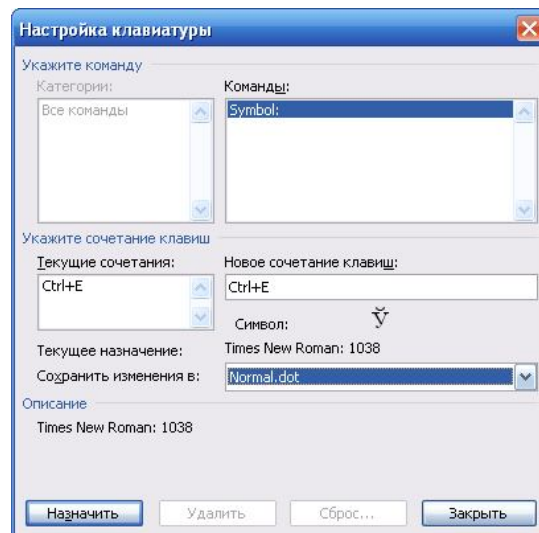 Настройка клавиатуры
Укажите команду
Категории:
Команды:
Все команды
Symbol:
Укажите сочетание клавиш
Текущие сочетания:
Новое сочетание клавиш:
Ctrl+E
Ctrl+E
Символ: Ў
Текущее назначение: Times New Roman: 1038
Сохранить изменения в: Normal.dot
Описание
Times New Roman: 1038
Назначить Удалить Сброс... Закрыть